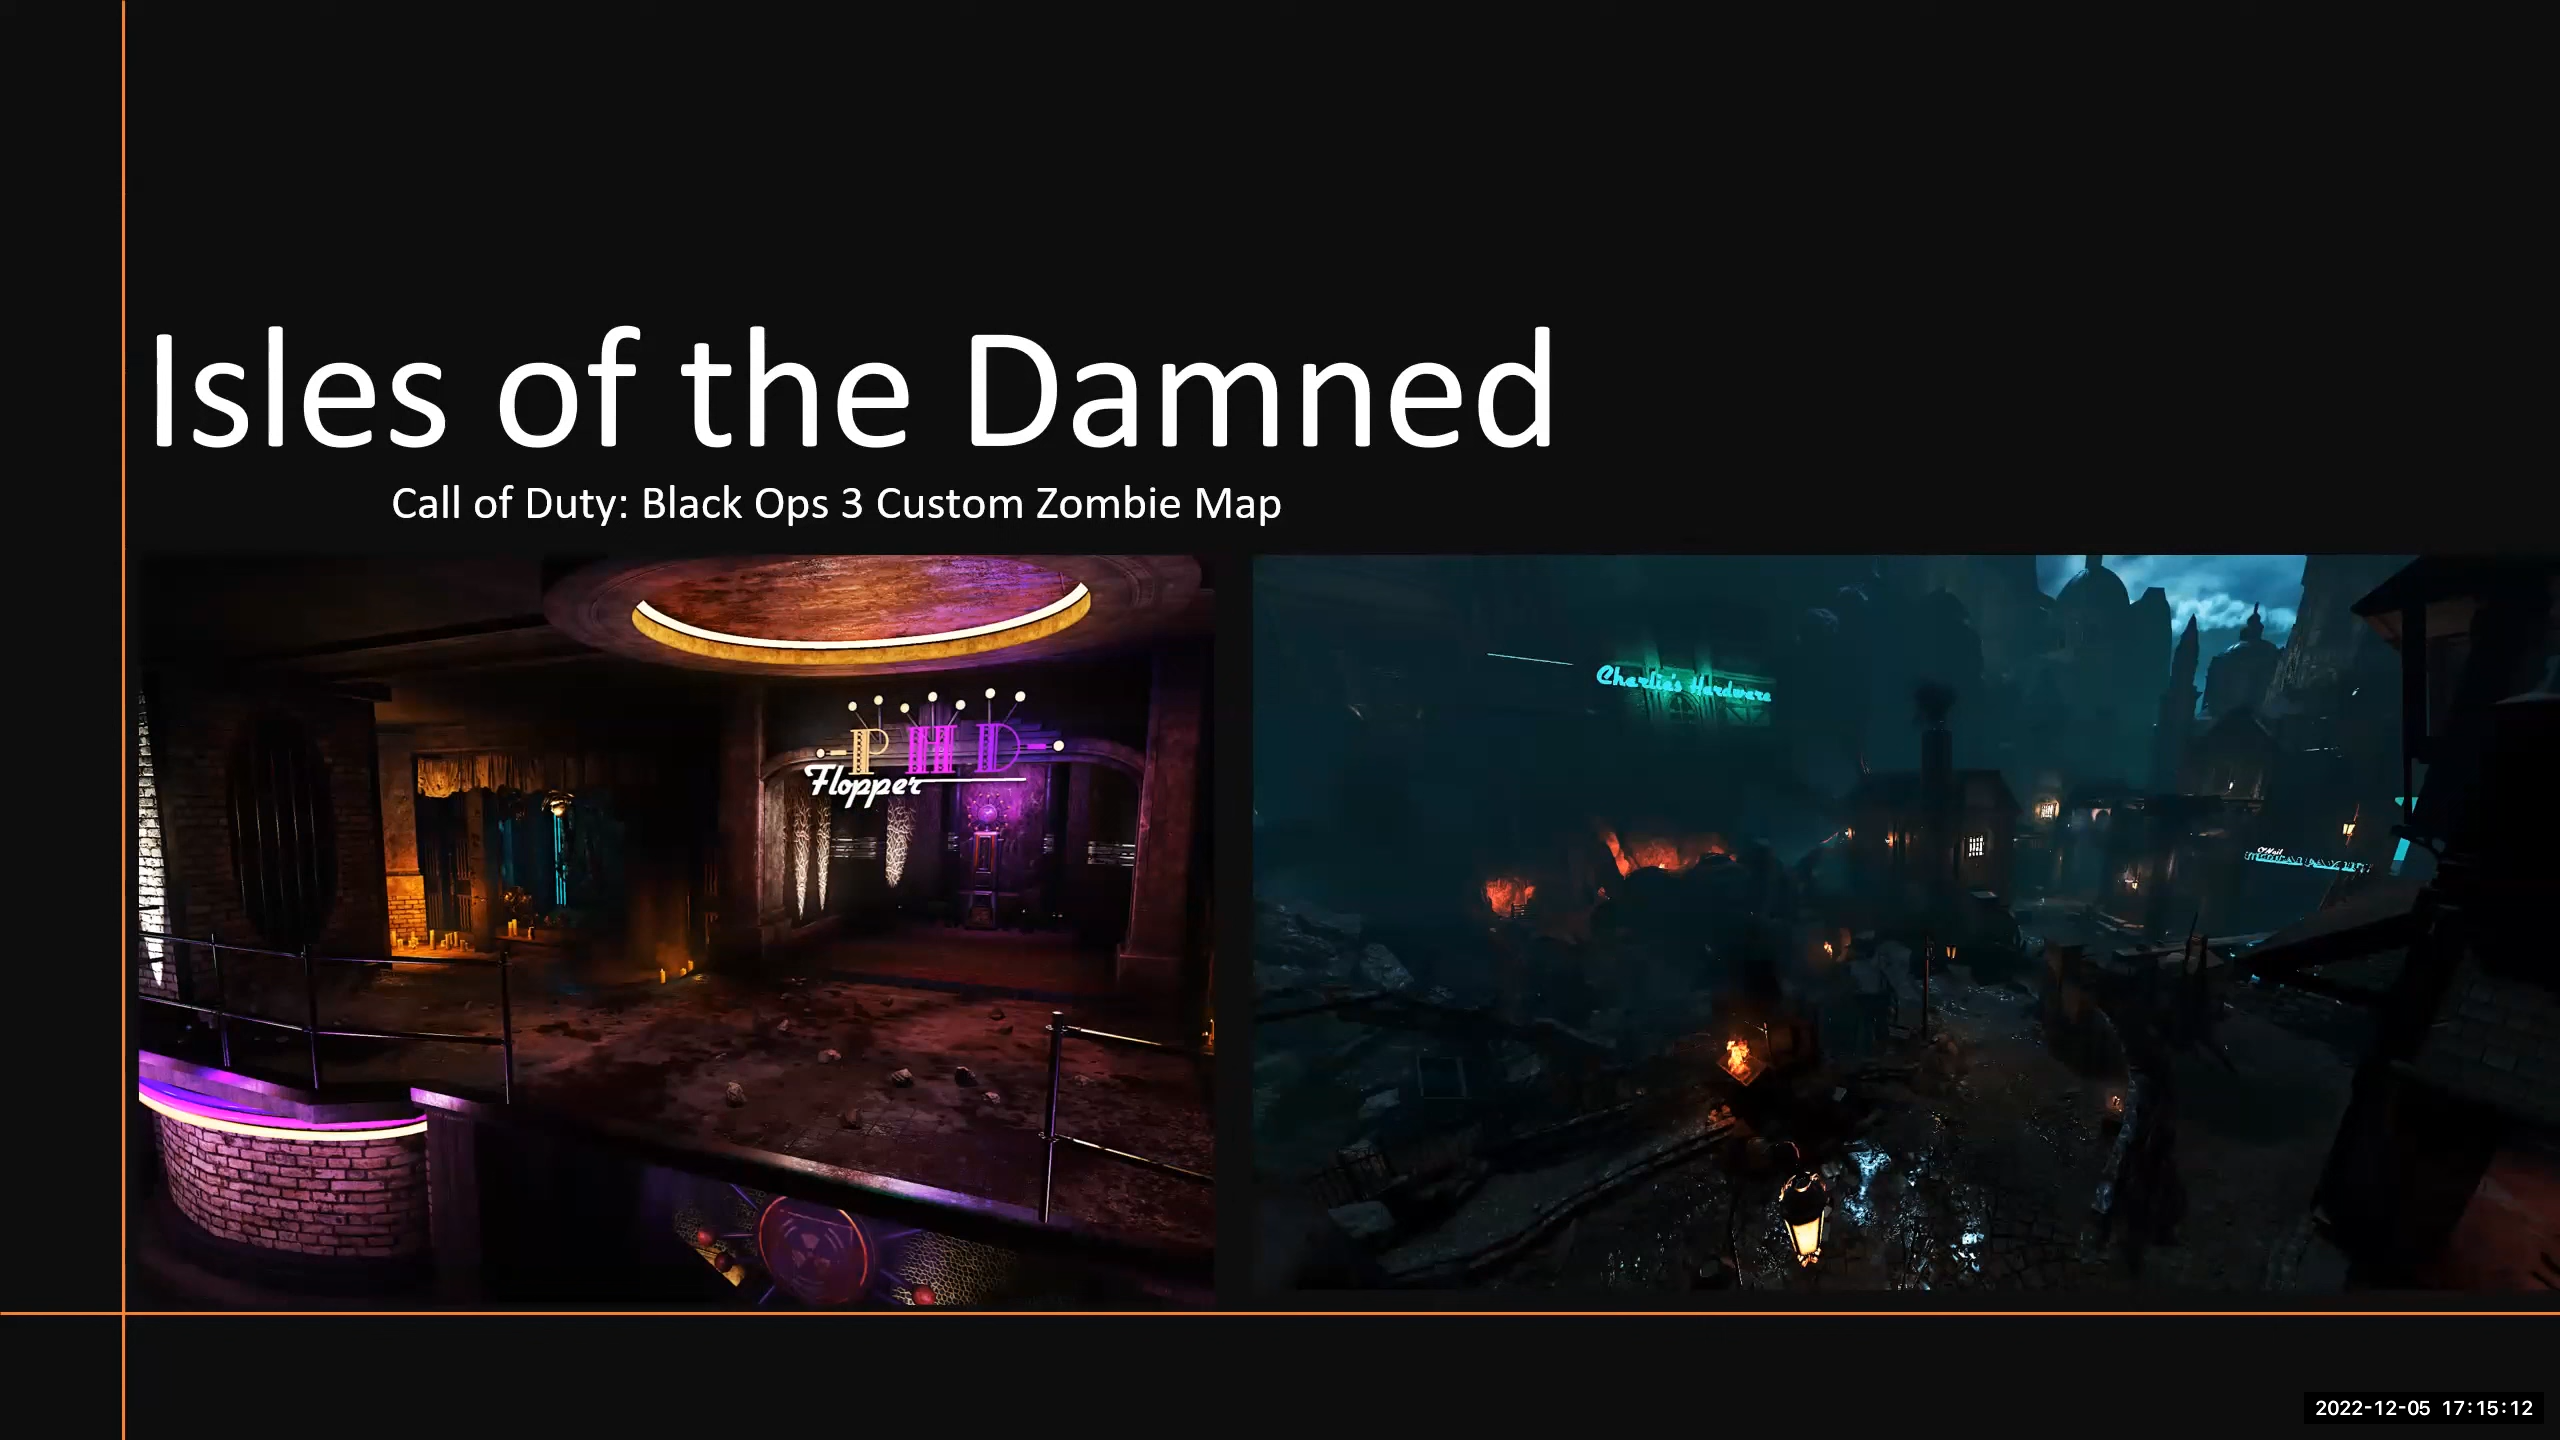 Isles of the Damned
Call of Duty: Black Ops 3 Custom Zombie Map
PHD
Flopper
Charlie's Hardware
2022-12-05 17:15:12